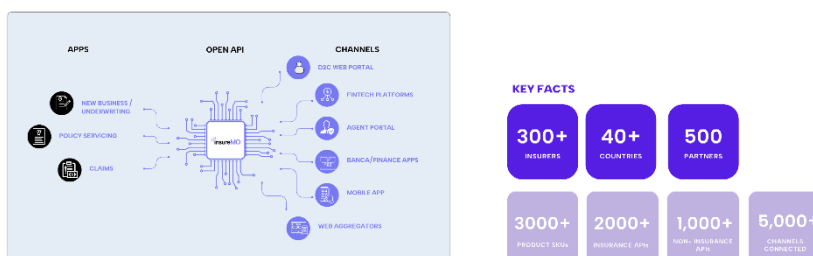 APPS
OPEN API
CHANNELS
D2C WEB PORTAL
FINTECH PLATFORMS
NEW BUSINESS /
UNDERWRITING
AGENT PORTAL
POLICY SERVICING
insureMO
BANCA/FINANCE APPS
CLAIMS
MOBILE APP
WEB AGGREGATORS
KEY FACTS
300+
INSURERS
40+
COUNTRIES
500
PARTNERS
3000+
PRODUCT SKUs
2000+
INSURANCE APIs
1,000+
NON- INSURANCE
APIs
5,000+
CHANNELS
CONNECTED